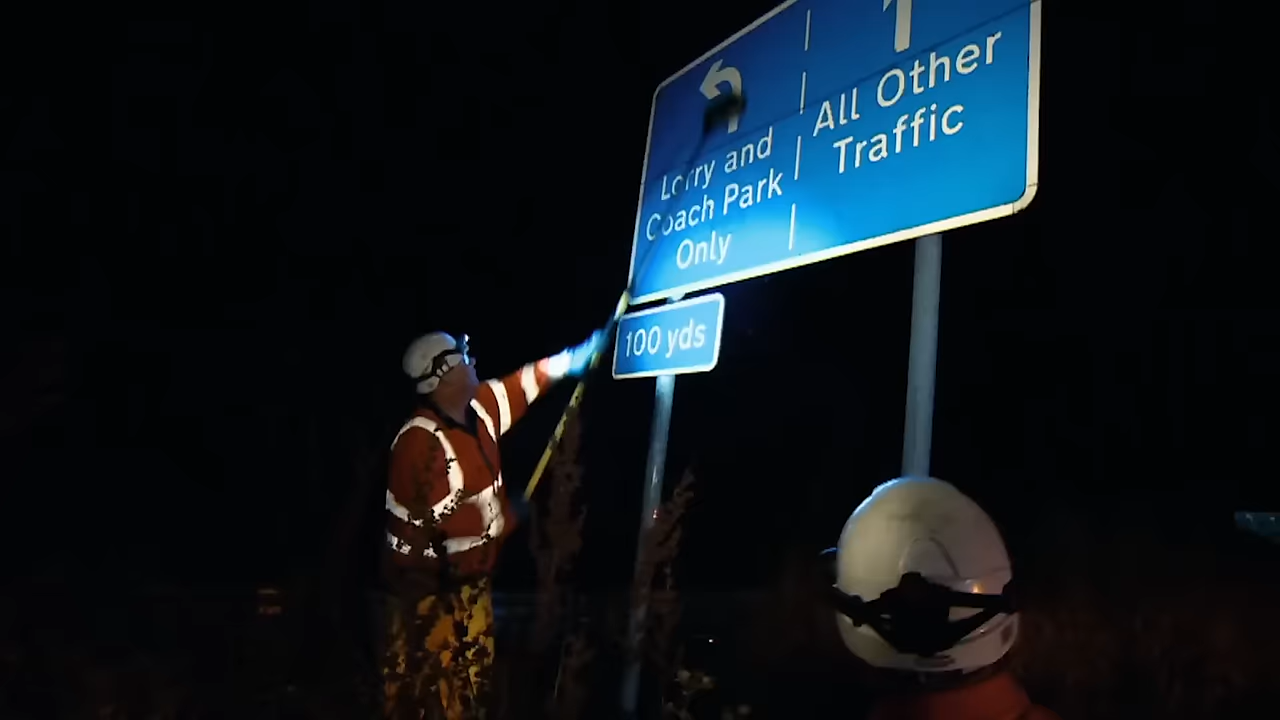 Lorry and
Coach Park
Only
All Other
Traffic
100 yds